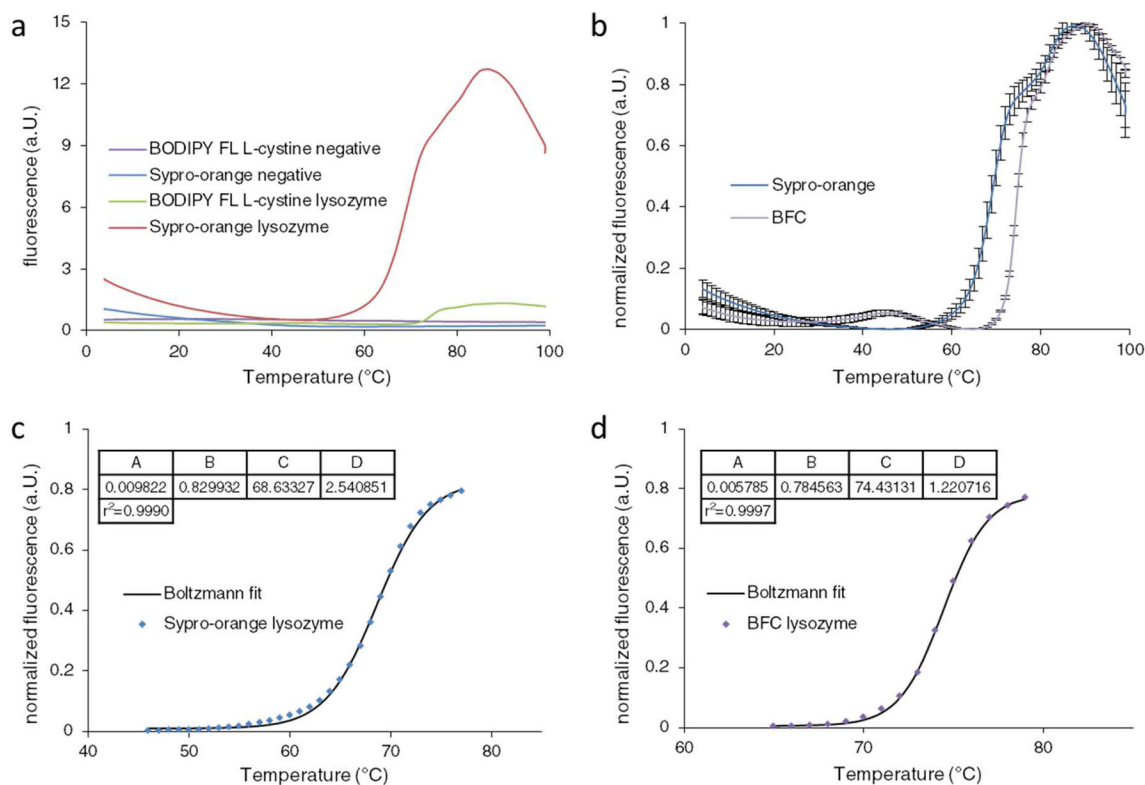 a
fluorescence (a.U.)
15
12
9
6
3
0
BODIPY FL L-cystine negative
Sypro-orange negative
BODIPY FL L-cystine lysozyme
Sypro-orange lysozyme
0 20 40 60 80 100
Temperature (°C)
b
normalized fluorescence (a.U.)
1
0.8
0.6
0.4
0.2
0
Sypro-orange
BFC
0 20 40 60 80 100
Temperature (°C)
c
normalized fluorescence (a.U.)
1
0.8
0.6
0.4
0.2
0
A B C D
0.009822 0.829932 68.63327 2.540851
r²=0.9990
Boltzmann fit
Sypro-orange lysozyme
40 50 60 70 80
Temperature (°C)
d
normalized fluorescence (a.U.)
1
0.8
0.6
0.4
0.2
0
A B C D
0.005785 0.784563 74.43131 1.220716
r²=0.9997
Boltzmann fit
BFC lysozyme
60 70 80
Temperature (°C)